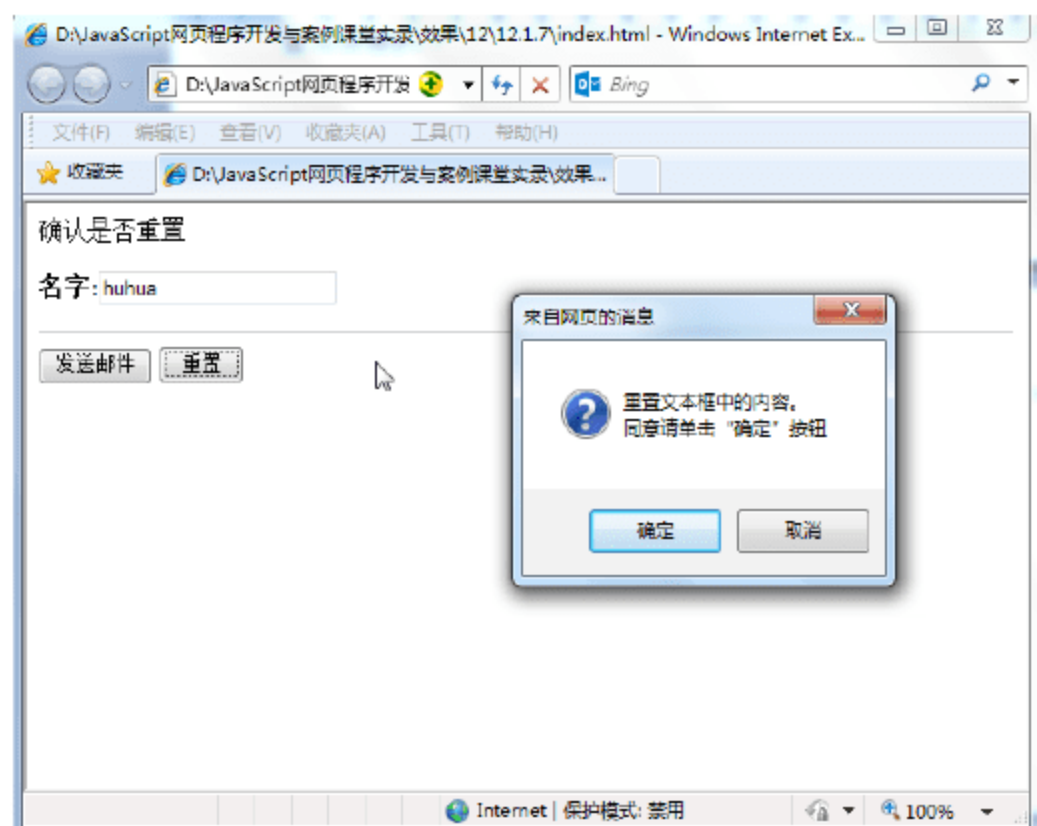 D:\JavaScript网页程序开发与案例课堂实录\效果\12\12.1.7\index.html - Windows Internet Ex...
D:\JavaScript网页程序开发
Bing
文件(F) 编辑(E) 查看(V) 收藏夹(A) 工具(T) 帮助(H)
收藏夹
D:\JavaScript网页程序开发与案例课堂实录\效果...
确认是否重置
名字: huhua
发送邮件 重置
来自网页的消息
重置文本框中的内容。
同意请单击“确定”按钮
确定 取消
Internet | 保护模式: 禁用
100%